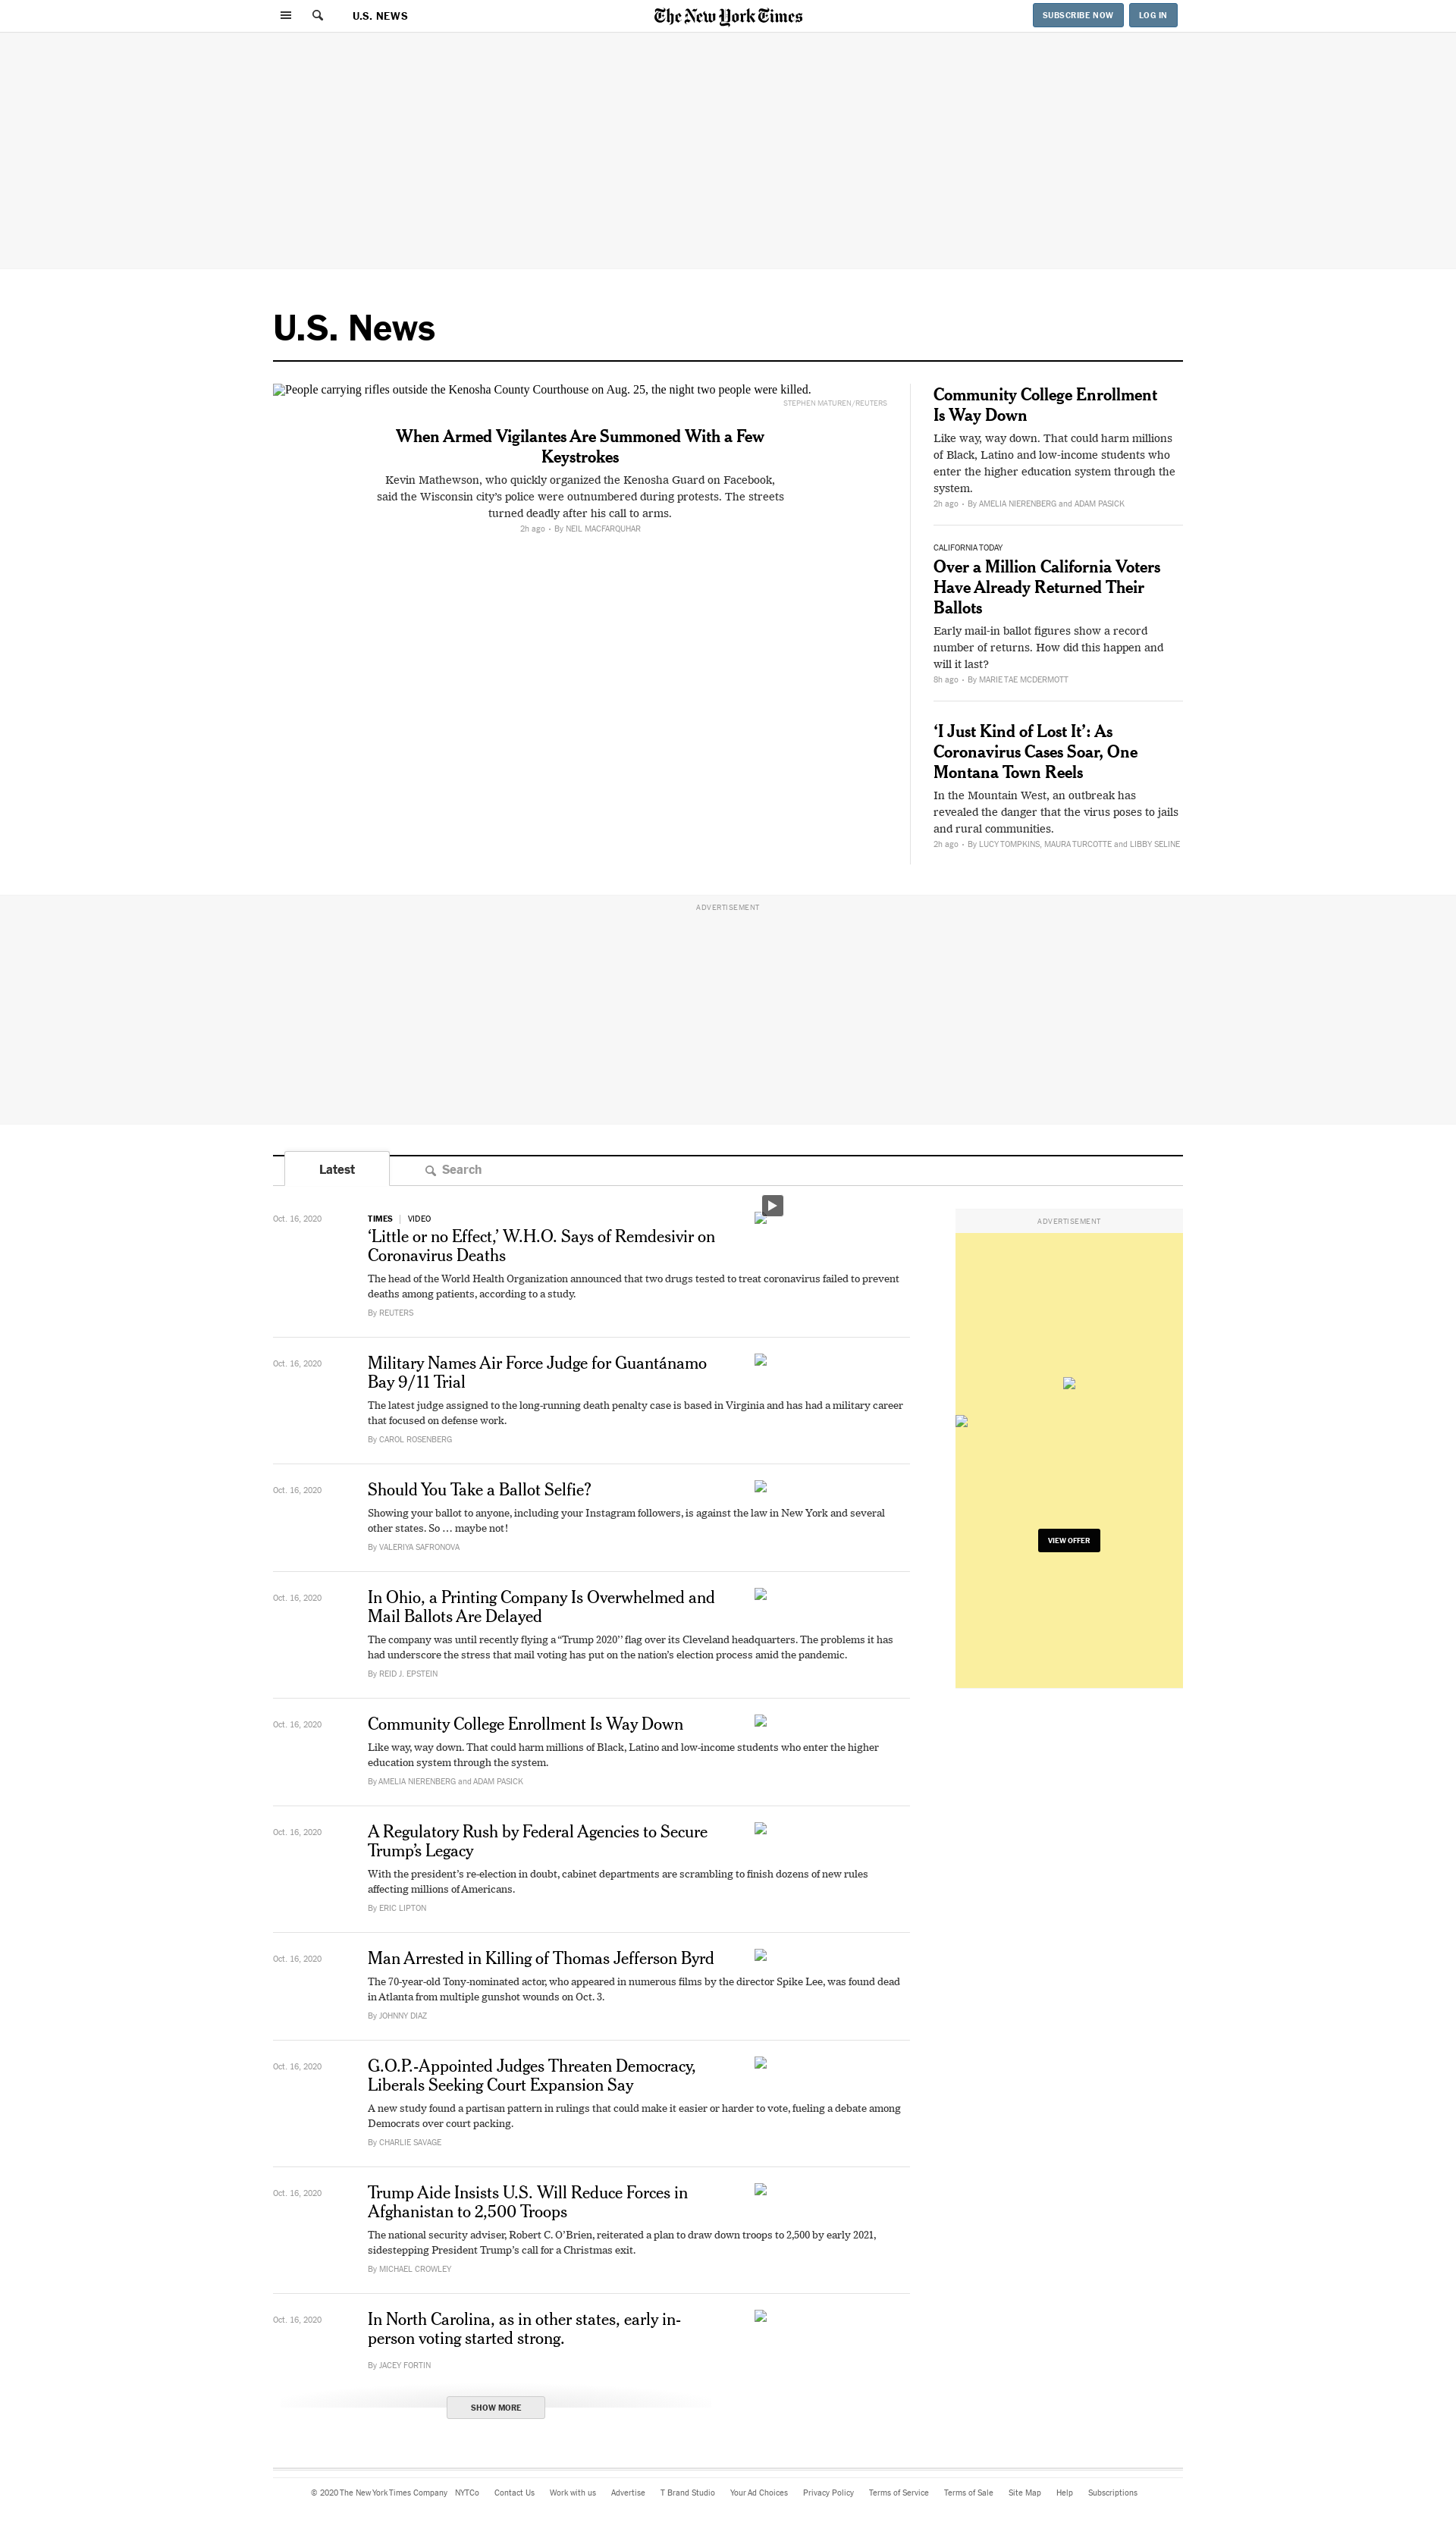 U.S. NEWS
The New York Times
SUBSCRIBE NOW
LOG IN
U.S. News
People carrying rifles outside the Kenosha County Courthouse on Aug. 25, the night two people were killed.
STEPHEN MATUREN/REUTERS
When Armed Vigilantes Are Summoned With a Few
Keystrokes
Kevin Mathewson, who quickly organized the Kenosha Guard on Facebook,
said the Wisconsin city’s police were outnumbered during protests. The streets
turned deadly after his call to arms.
2h ago • By NEIL MACFARQUHAR
Community College Enrollment
Is Way Down
Like way, way down. That could harm millions
of Black, Latino and low-income students who
enter the higher education system through the
system.
2h ago • By AMELIA NIERENBERG and ADAM PASICK
CALIFORNIA TODAY
Over a Million California Voters
Have Already Returned Their
Ballots
Early mail-in ballot figures show a record
number of returns. How did this happen and
will it last?
8h ago • By MARIE TAE MCDERMOTT
‘I Just Kind of Lost It’: As
Coronavirus Cases Soar, One
Montana Town Reels
In the Mountain West, an outbreak has
revealed the danger that the virus poses to jails
and rural communities.
2h ago • By LUCY TOMPKINS, MAURA TURCOTTE and LIBBY SELINE
ADVERTISEMENT
Latest
Search
Oct. 16, 2020
TIMES | VIDEO
‘Little or no Effect,’ W.H.O. Says of Remdesivir on
Coronavirus Deaths
The head of the World Health Organization announced that two drugs tested to treat coronavirus failed to prevent
deaths among patients, according to a study.
By REUTERS
ADVERTISEMENT
VIEW OFFER
Oct. 16, 2020
Military Names Air Force Judge for Guantánamo
Bay 9/11 Trial
The latest judge assigned to the long-running death penalty case is based in Virginia and has had a military career
that focused on defense work.
By CAROL ROSENBERG
Oct. 16, 2020
Should You Take a Ballot Selfie?
Showing your ballot to anyone, including your Instagram followers, is against the law in New York and several
other states. So … maybe not!
By VALERIYA SAFRONOVA
Oct. 16, 2020
In Ohio, a Printing Company Is Overwhelmed and
Mail Ballots Are Delayed
The company was until recently flying a “Trump 2020’’ flag over its Cleveland headquarters. The problems it has
had underscore the stress that mail voting has put on the nation’s election process amid the pandemic.
By REID J. EPSTEIN
Oct. 16, 2020
Community College Enrollment Is Way Down
Like way, way down. That could harm millions of Black, Latino and low-income students who enter the higher
education system through the system.
By AMELIA NIERENBERG and ADAM PASICK
Oct. 16, 2020
A Regulatory Rush by Federal Agencies to Secure
Trump’s Legacy
With the president’s re-election in doubt, cabinet departments are scrambling to finish dozens of new rules
affecting millions of Americans.
By ERIC LIPTON
Oct. 16, 2020
Man Arrested in Killing of Thomas Jefferson Byrd
The 70-year-old Tony-nominated actor, who appeared in numerous films by the director Spike Lee, was found dead
in Atlanta from multiple gunshot wounds on Oct. 3.
By JOHNNY DIAZ
Oct. 16, 2020
G.O.P.-Appointed Judges Threaten Democracy,
Liberals Seeking Court Expansion Say
A new study found a partisan pattern in rulings that could make it easier or harder to vote, fueling a debate among
Democrats over court packing.
By CHARLIE SAVAGE
Oct. 16, 2020
Trump Aide Insists U.S. Will Reduce Forces in
Afghanistan to 2,500 Troops
The national security adviser, Robert C. O’Brien, reiterated a plan to draw down troops to 2,500 by early 2021,
sidestepping President Trump’s call for a Christmas exit.
By MICHAEL CROWLEY
Oct. 16, 2020
In North Carolina, as in other states, early in-
person voting started strong.
By JACEY FORTIN
SHOW MORE
© 2020 The New York Times Company NYTCo Contact Us Work with us Advertise T Brand Studio Your Ad Choices Privacy Policy Terms of Service Terms of Sale Site Map Help Subscriptions